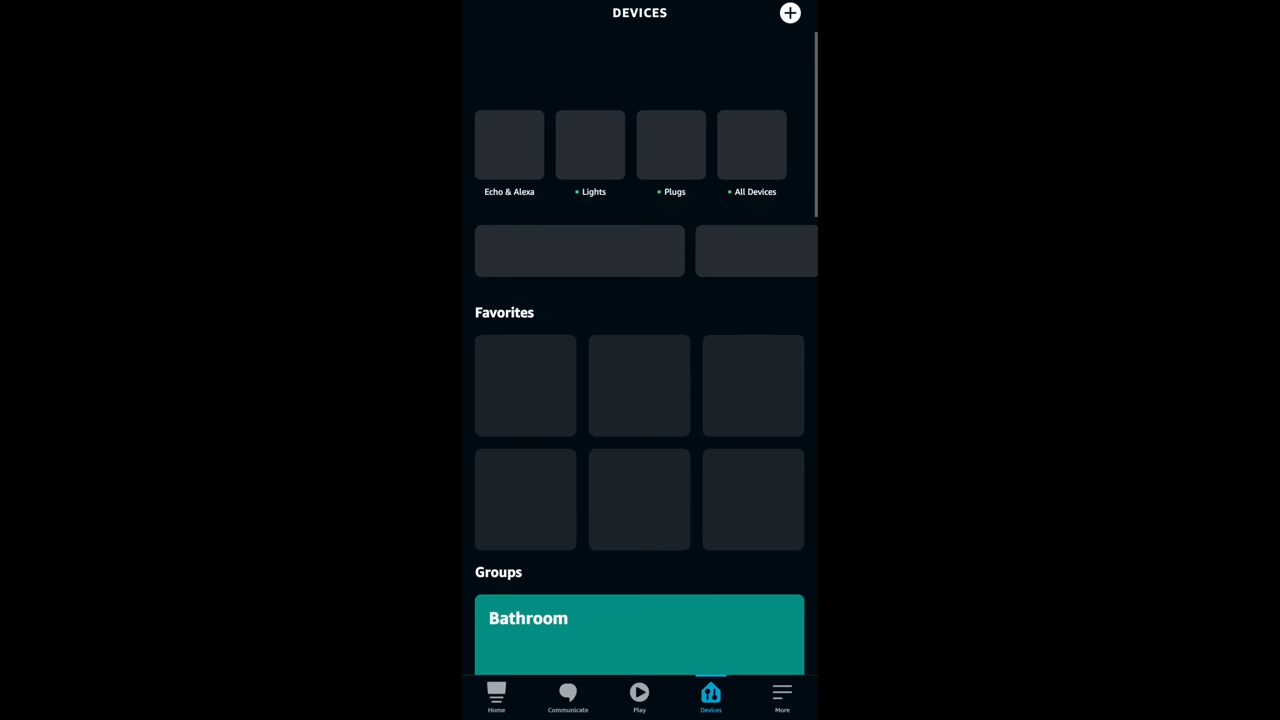 DEVICES
Echo & Alexa
Lights
Plugs
All Devices
Favorites
Groups
Bathroom
Home
Communicate
Play
Devices
More